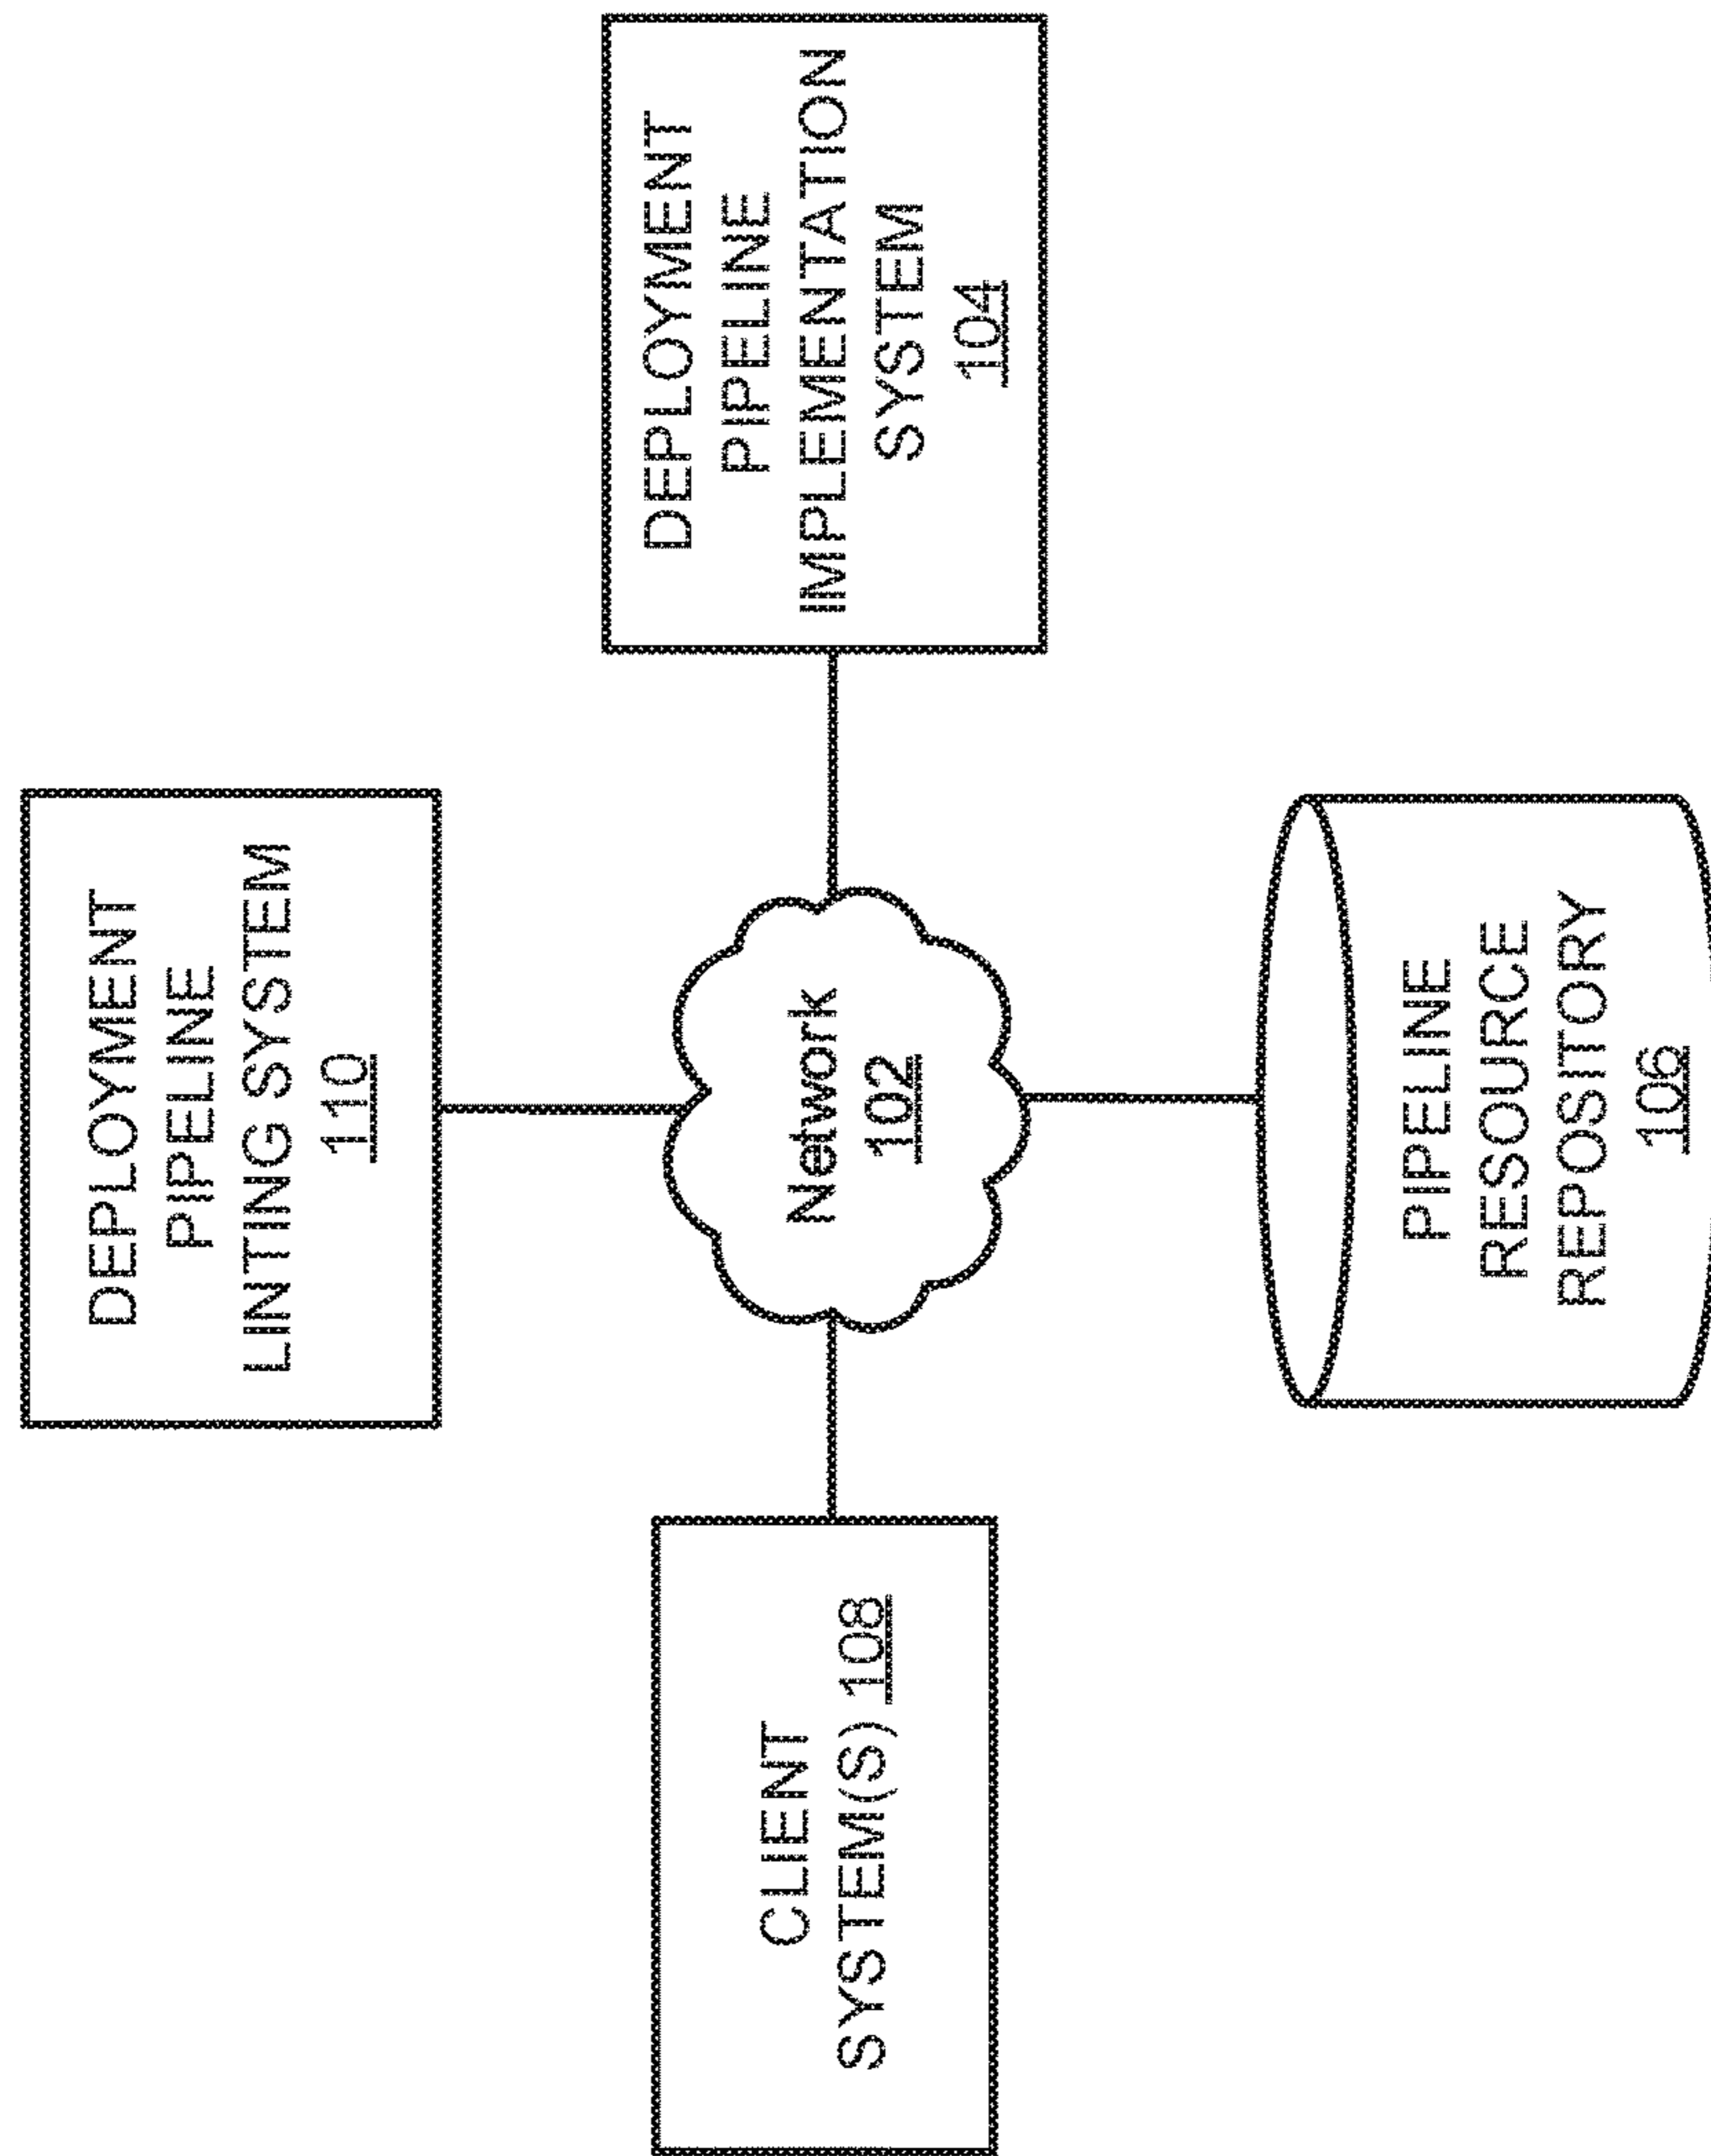 DEPLOYMENT
PIPELINE
LINTING SYSTEM
110
CLIENT
SYSTEM(S) 108
Network
102
DEPLOYMENT
PIPELINE
IMPLEMENTATION
SYSTEM
104
PIPELINE
RESOURCE
REPOSITORY
106